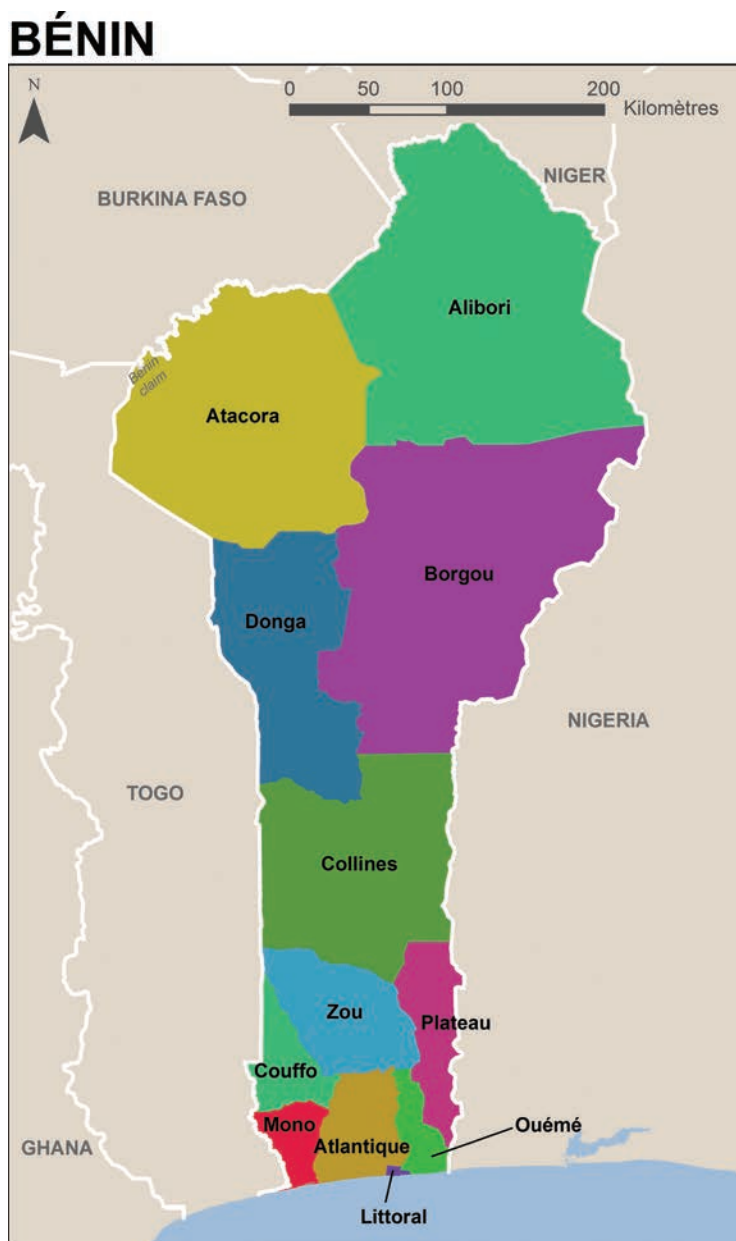 BÉNIN
N
0 50 100 200
Kilomètres
NIGER
BURKINA FASO
Alibori
Bénin
claim
Atacora
Borgou
Donga
NIGERIA
TOGO
Collines
Zou
Plateau
Couffo
Ouémé
Mono
Atlantique
GHANA
Littoral